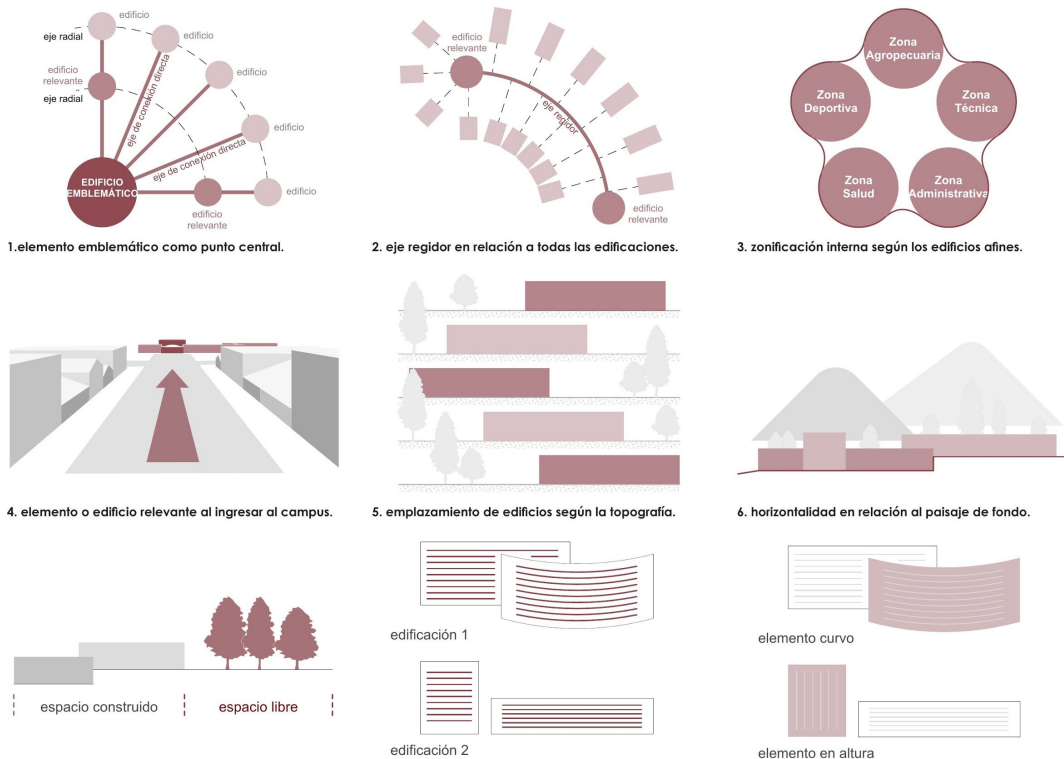 edificio
eje radial
edificio
edificio
relevante
eje radial
edificio
eje de conexión directa
edificio
eje de conexión directa
EDIFICIO
EMBLEMÁTICO
edificio
edificio
relevante
1.elemento emblemático como punto central.
edificio
relevante
eje regidor
edificio
relevante
2. eje regidor en relación a todas las edificaciones.
Zona
Agropecuaria
Zona
Deportiva
Zona
Técnica
Zona
Salud
Zona
Administrativa
3. zonificación interna según los edificios afines.
4. elemento o edificio relevante al ingresar al campus.
5. emplazamiento de edificios según la topografía.
6. horizontalidad en relación al paisaje de fondo.
espacio construido
espacio libre
edificación 1
edificación 2
elemento curvo
elemento en altura